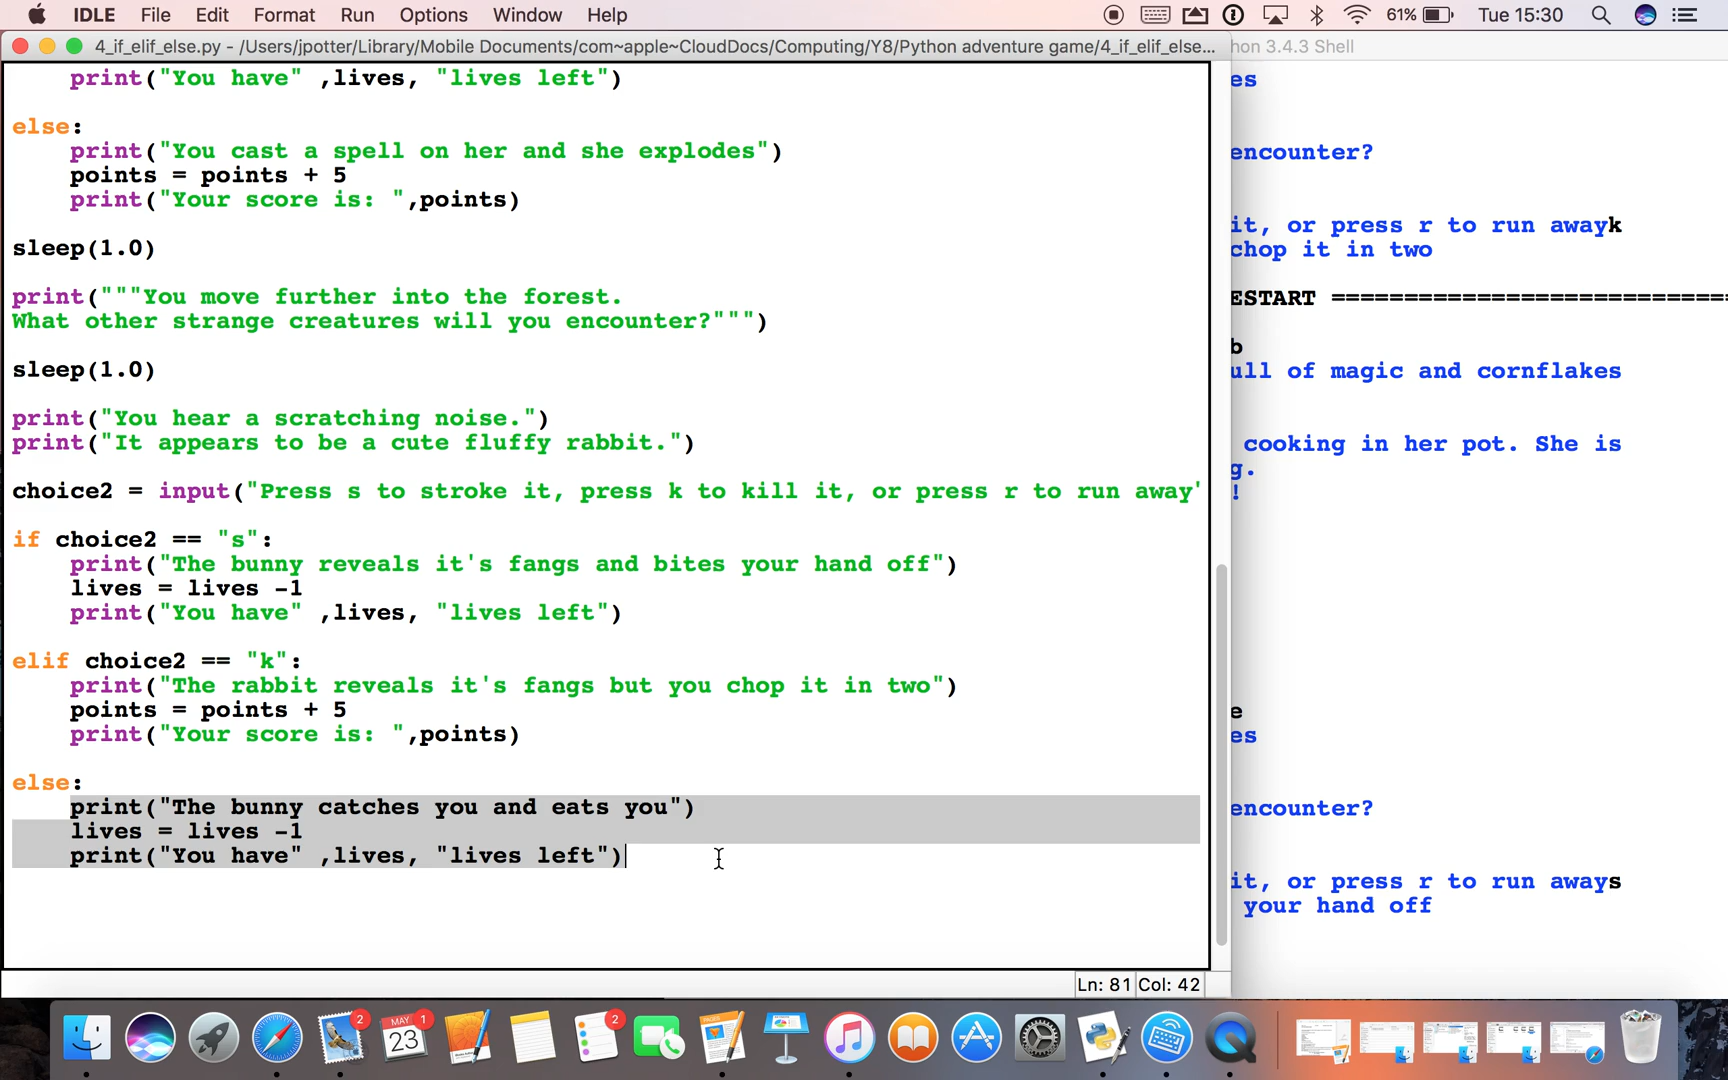 IDLE File Edit Format Run Options Window Help 61% Tue 15:30
4_if_elif_else.py - /Users/jpotter/Library/Mobile Documents/com~apple~CloudDocs/Computing/Y8/Python adventure game/4_if_elif_else...
hon 3.4.3 Shell
print("You have" ,lives, "lives left")
else:
print("You cast a spell on her and she explodes")
points = points + 5
print("Your score is: ",points)
sleep(1.0)
print("""You move further into the forest.
What other strange creatures will you encounter?""")
sleep(1.0)
print("You hear a scratching noise.")
print("It appears to be a cute fluffy rabbit.")
choice2 = input("Press s to stroke it, press k to kill it, or press r to run away'
if choice2 == "s":
print("The bunny reveals it's fangs and bites your hand off")
lives = lives -1
print("You have" ,lives, "lives left")
elif choice2 == "k":
print("The rabbit reveals it's fangs but you chop it in two")
points = points + 5
print("Your score is: ",points)
else:
print("The bunny catches you and eats you")
lives = lives -1
print("You have" ,lives, "lives left")
Ln: 81 Col: 42
es
encounter?
it, or press r to run awayk
chop it in two
ESTART ===========================
b
ull of magic and cornflakes
cooking in her pot. She is
g.
!
e
es
encounter?
it, or press r to run aways
your hand off
2
MAY 1
23
2
PAGES